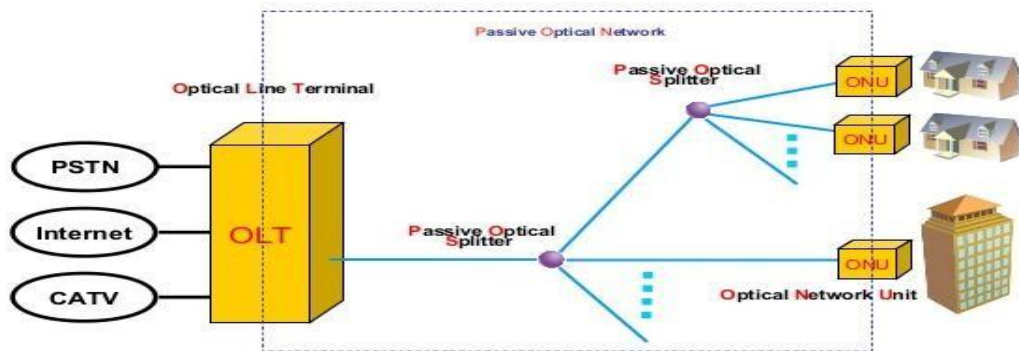 Passive Optical Network
Passive Optical
Splitter
ONU
Optical Line Terminal
ONU
PSTN
Internet
OLT
Passive Optical
Splitter
ONU
CATV
Optical Network Unit